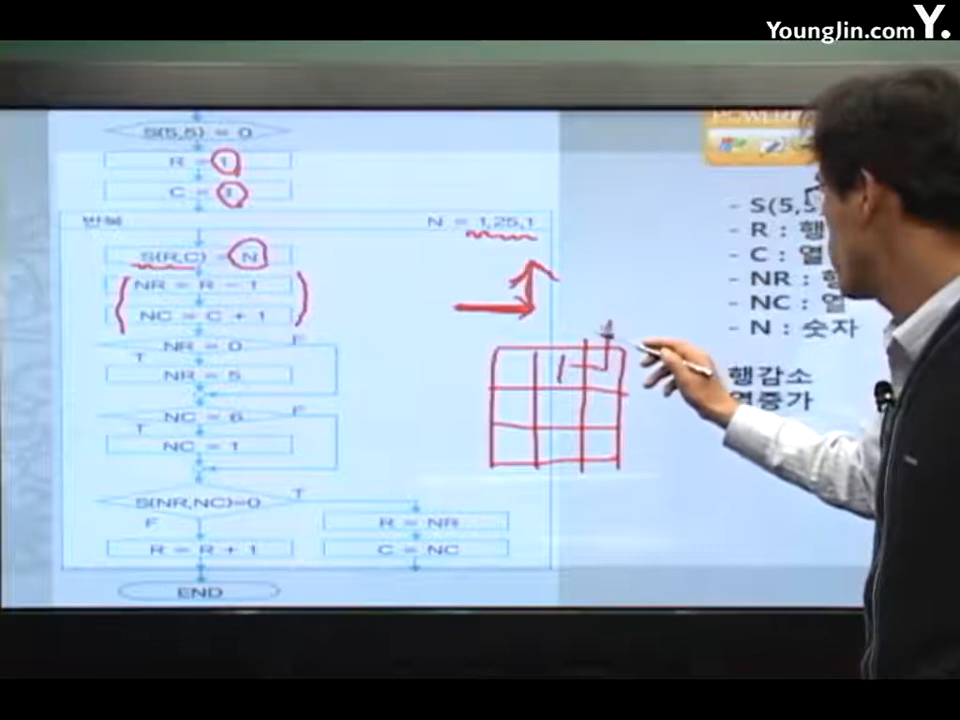 YoungJin.com Y.
S(5,5) = 0
R = 1
C = 1
반복
N = 1,25,1
S(R,C) = N
NR = R - 1
NC = C + 1
NR = 0
F
T
NR = 5
NC = 6
F
T
NC = 1
S(NR,NC)=0
T
F
R = NR
R = R + 1
C = NC
END
- S(5,5
- R : 행
- C : 열
- NR : 행
- NC : 열
- N : 숫자
행감소
열증가
1